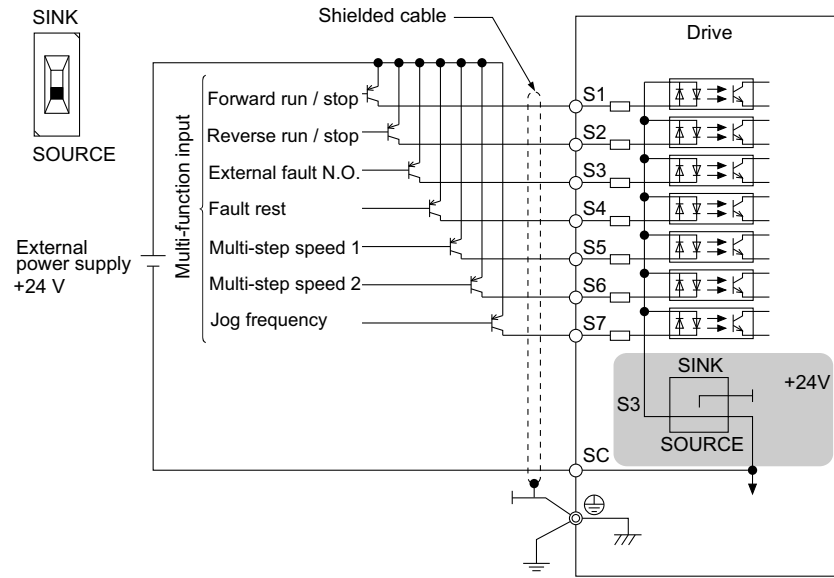 SINK
SOURCE
Shielded cable
Drive
Multi-function input
Forward run / stop
Reverse run / stop
External fault N.O.
Fault rest
Multi-step speed 1
Multi-step speed 2
Jog frequency
External
power supply
+24 V
S1
S2
S3
S4
S5
S6
S7
SINK
+24V
S3
SOURCE
SC